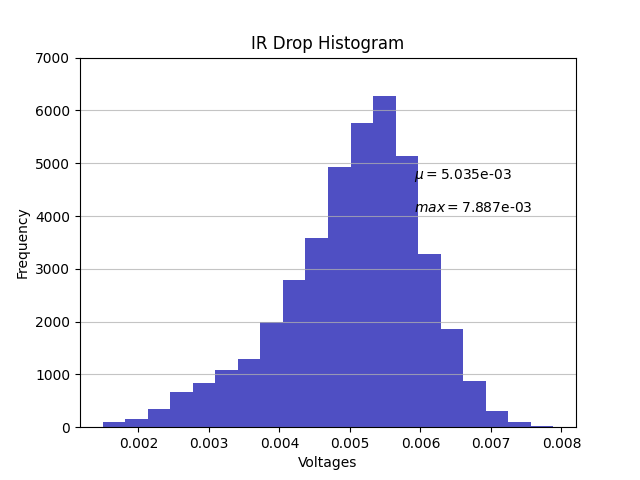 IR Drop Histogram
7000
6000
5000
4000
3000
2000
1000
0
Frequency
μ = 5.035e-03
max = 7.887e-03
0.002 0.003 0.004 0.005 0.006 0.007 0.008
Voltages